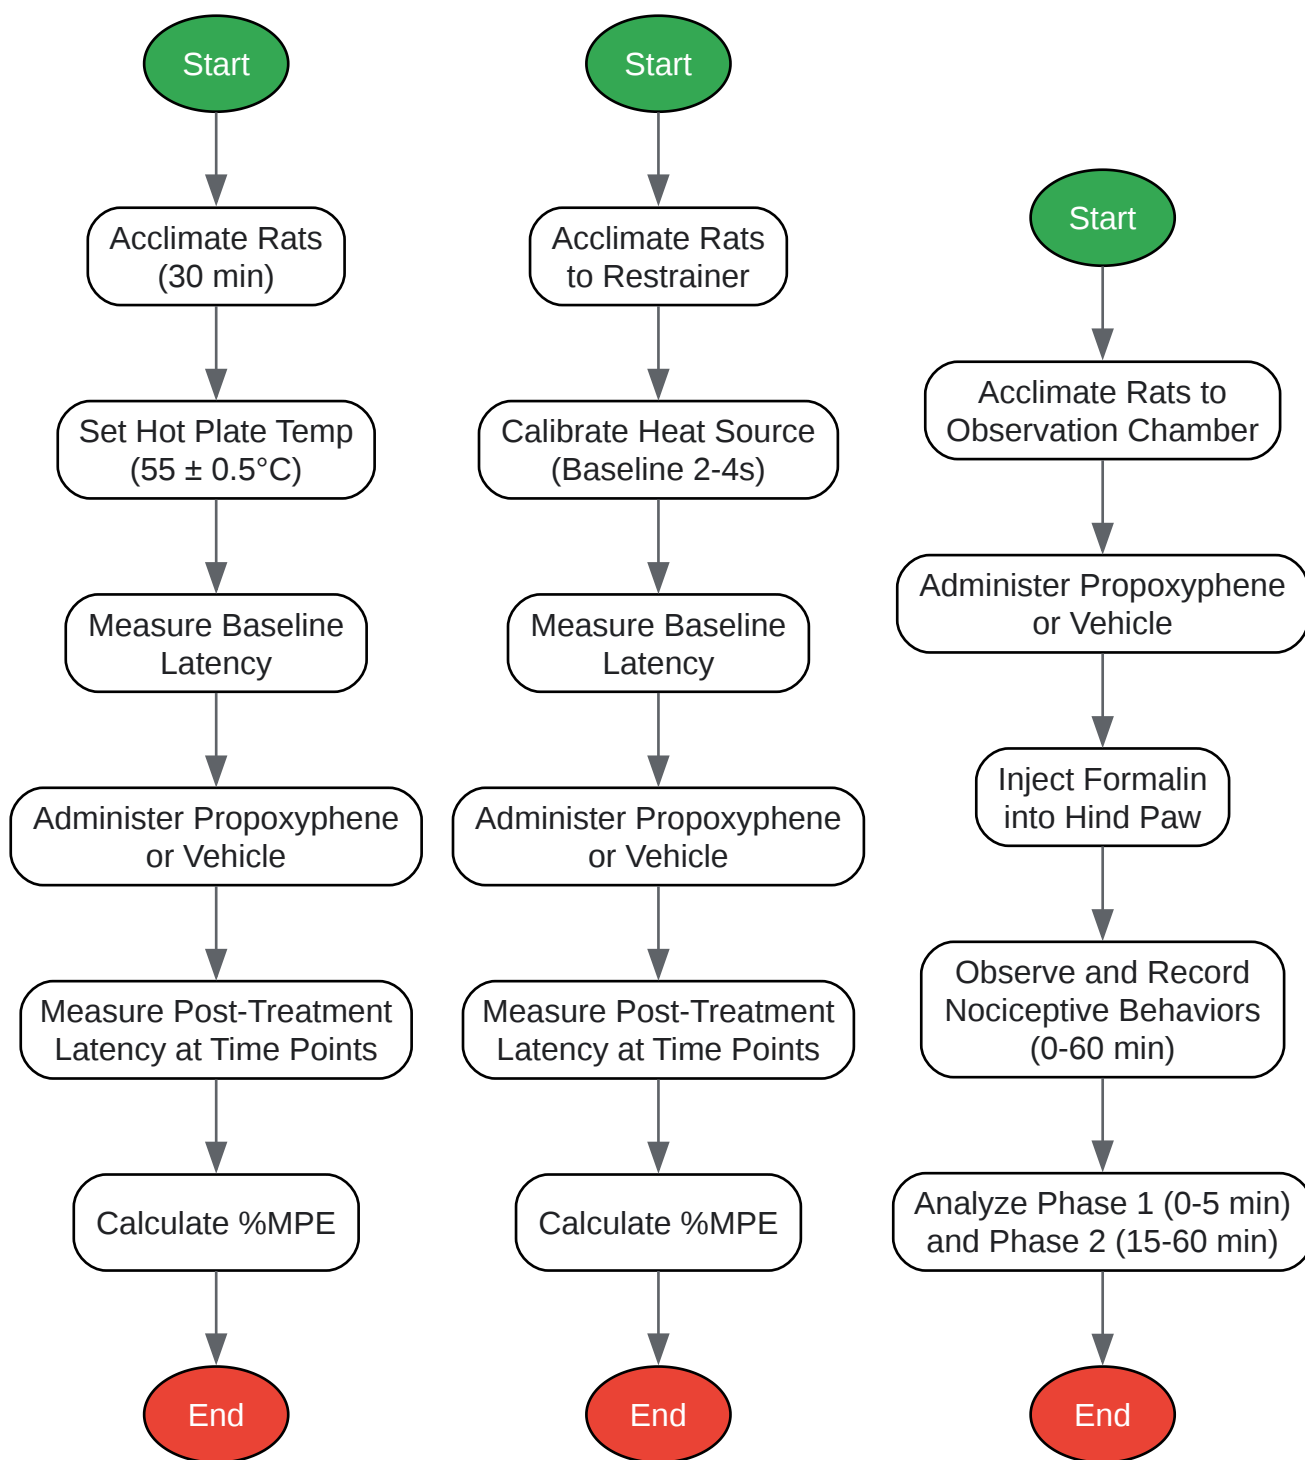 Start
Acclimate Rats
(30 min)
Set Hot Plate Temp
(55 ± 0.5°C)
Measure Baseline
Latency
Administer Propoxyphene
or Vehicle
Measure Post-Treatment
Latency at Time Points
Calculate %MPE
End
Start
Acclimate Rats
to Restrainer
Calibrate Heat Source
(Baseline 2-4s)
Measure Baseline
Latency
Administer Propoxyphene
or Vehicle
Measure Post-Treatment
Latency at Time Points
Calculate %MPE
End
Start
Acclimate Rats to
Observation Chamber
Administer Propoxyphene
or Vehicle
Inject Formalin
into Hind Paw
Observe and Record
Nociceptive Behaviors
(0-60 min)
Analyze Phase 1 (0-5 min)
and Phase 2 (15-60 min)
End